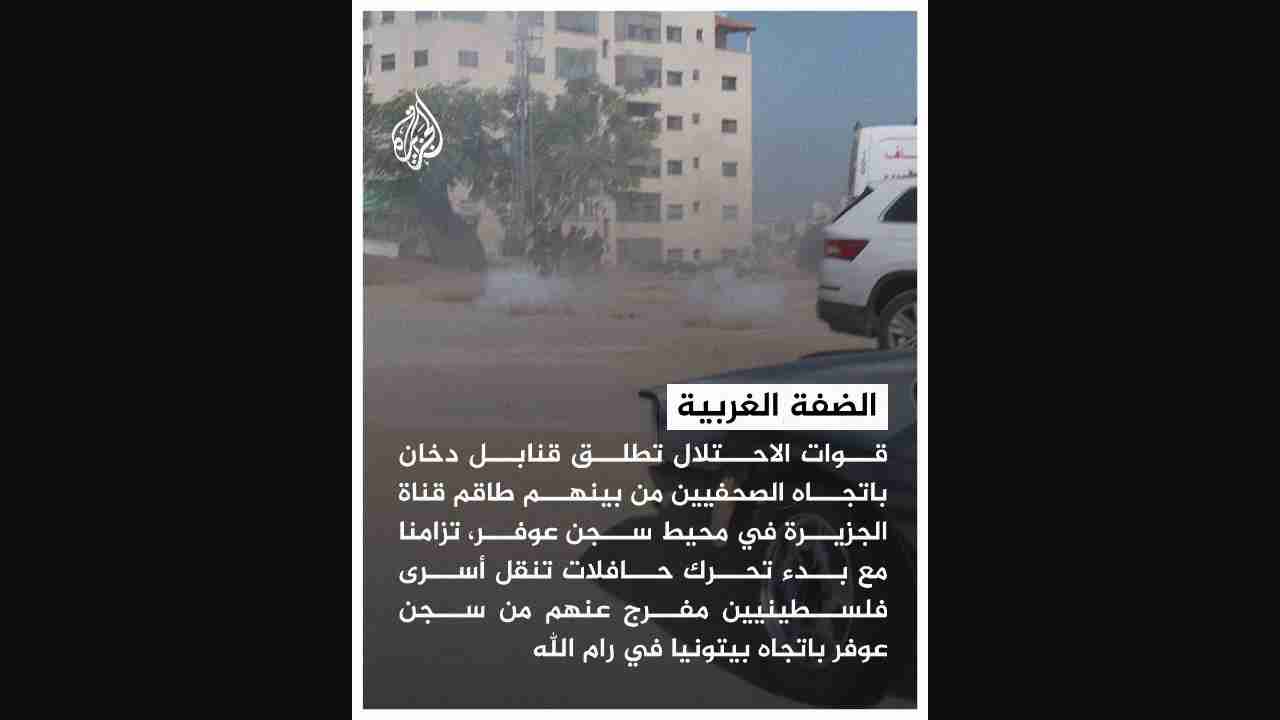 الجزيرة
الضفة الغربية
قوات الاحتلال تطلق قنابل دخان
باتجاه الصحفيين من بينهم طاقم قناة
الجزيرة في محيط سجن عوفر، تزامنا
مع بدء تحرك حافلات تنقل أسرى
فلسطينيين مفرج عنهم من سجن
عوفر باتجاه بيتونيا في رام الله